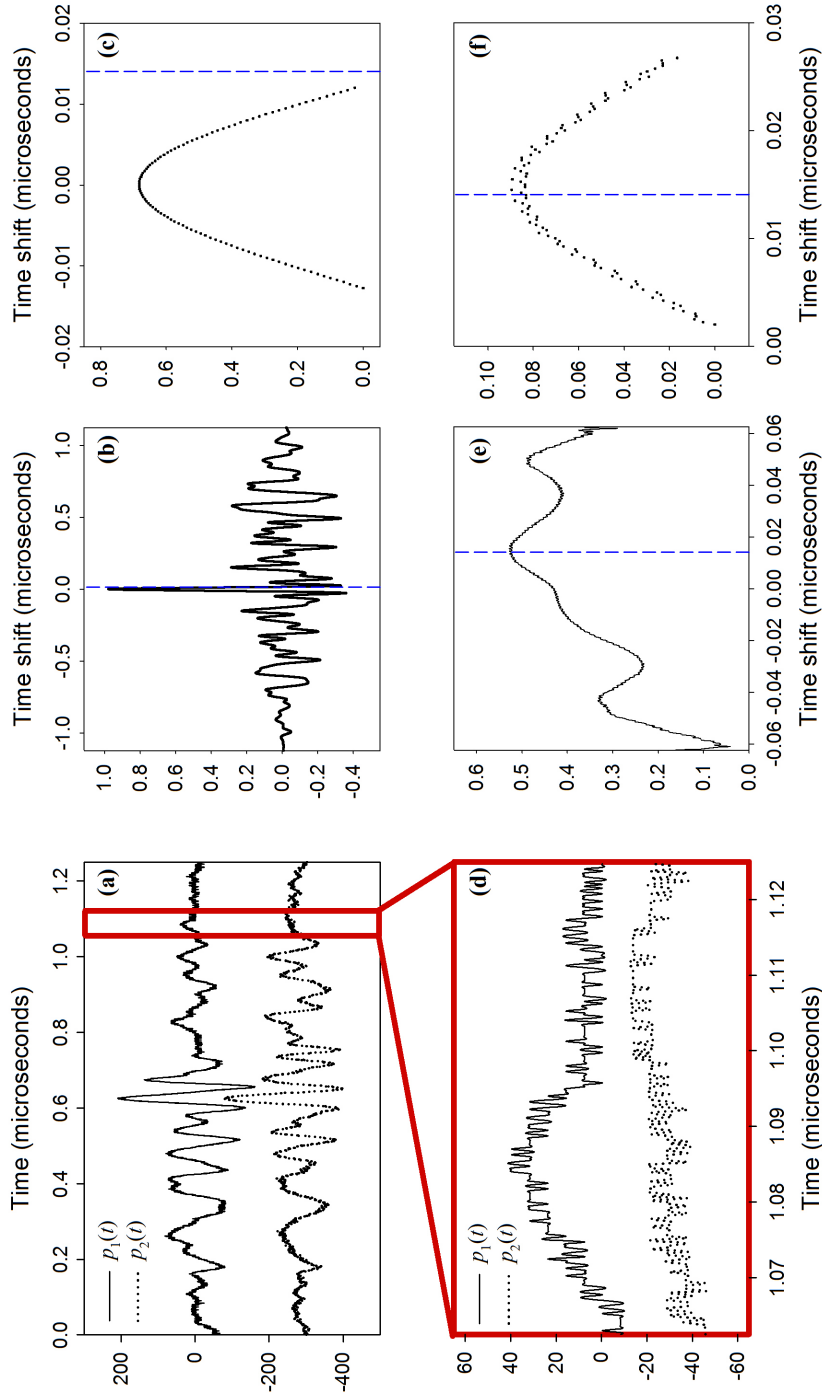 Time (microseconds)
0.0 0.2 0.4 0.6 0.8 1.0 1.2
200
0
-200
-400
p₁(t)
p₂(t)
(a)
Time shift (microseconds)
-1.0 -0.5 0.0 0.5 1.0
1.0
0.8
0.6
0.4
0.2
0.0
-0.2
-0.4
(b)
Time shift (microseconds)
-0.02 -0.01 0.00 0.01 0.02
0.8
0.6
0.4
0.2
0.0
(c)
60
40
20
0
-20
-40
-60
p₁(t)
p₂(t)
(d)
1.07 1.08 1.09 1.10 1.11 1.12
Time (microseconds)
0.6
0.5
0.4
0.3
0.2
0.1
0.0
(e)
-0.06 -0.04 -0.02 0.00 0.02 0.04 0.06
Time shift (microseconds)
0.10
0.08
0.06
0.04
0.02
0.00
(f)
0.00 0.01 0.02 0.03
Time shift (microseconds)